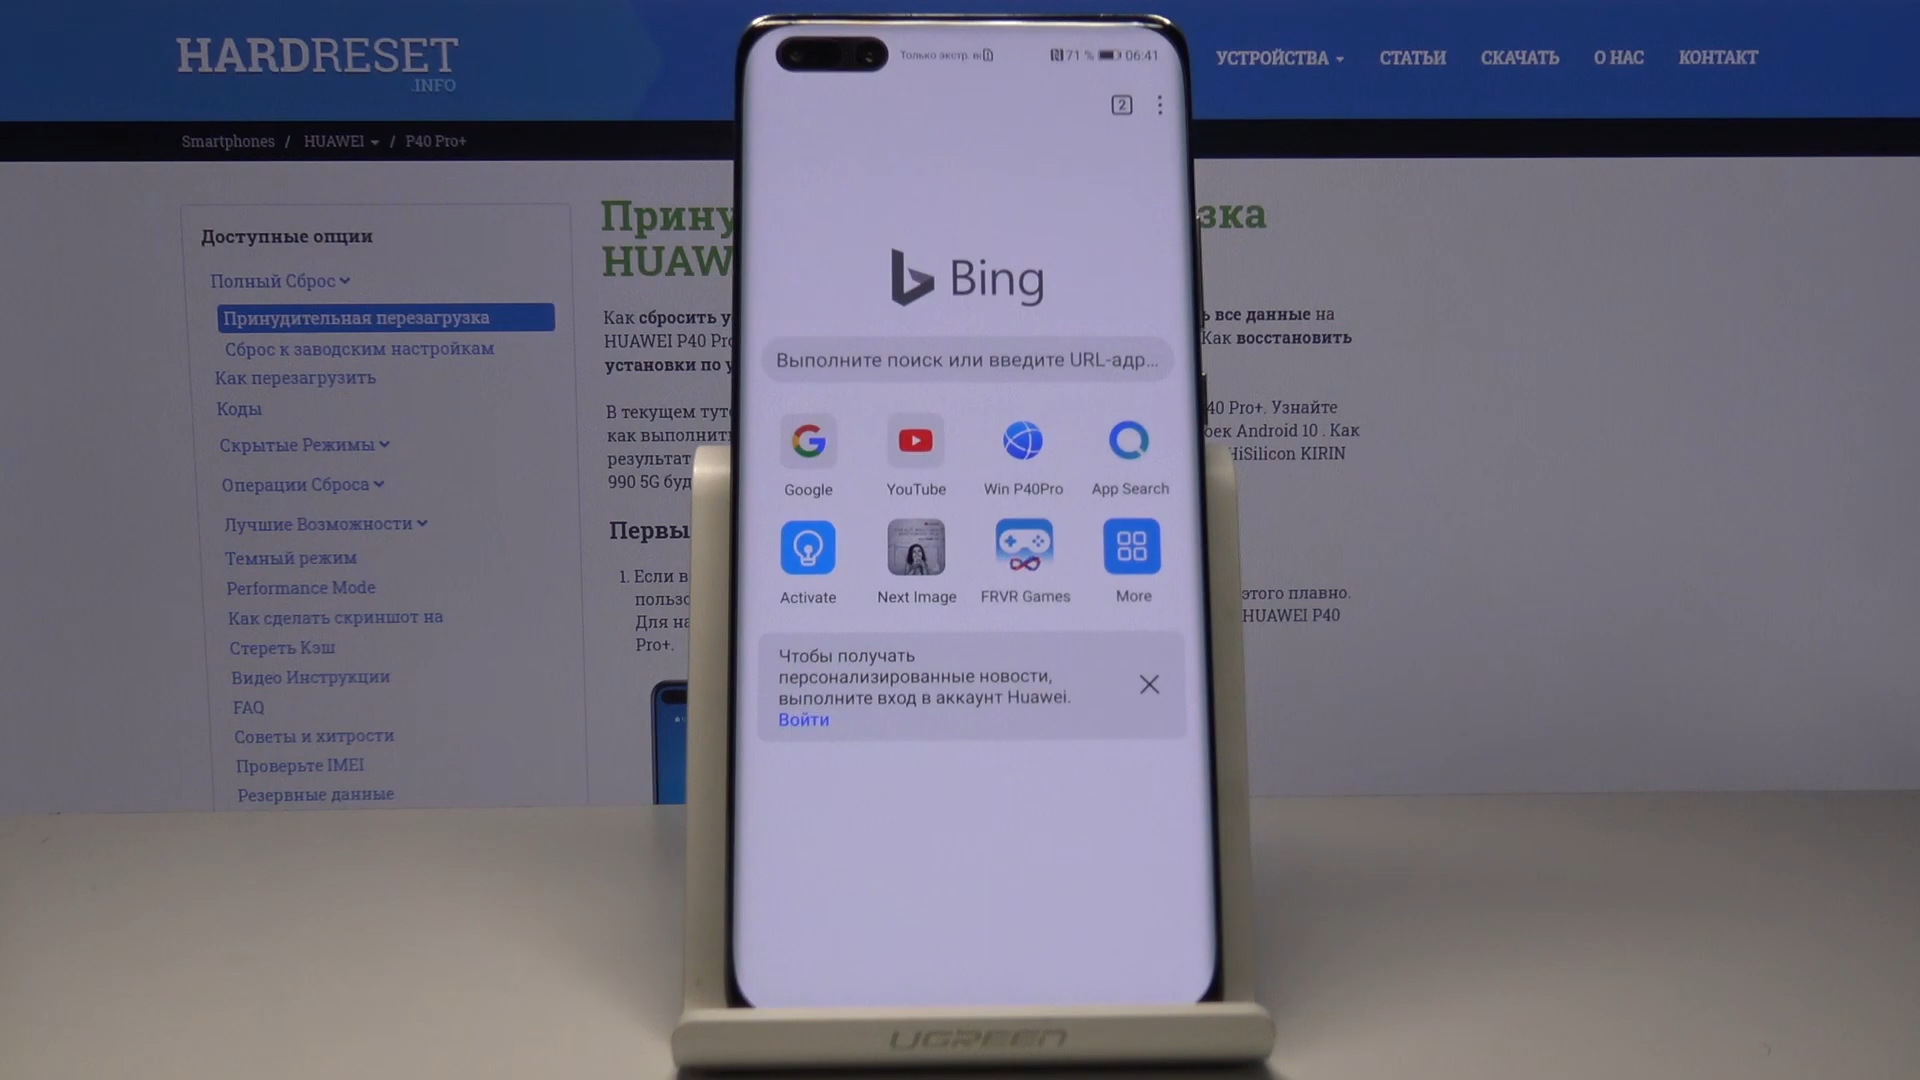 HARDRESET
.INFO
УСТРОЙСТВА
СТАТЬИ
СКАЧАТЬ
О НАС
КОНТАКТ
Smartphones / HUAWEI / P40 Pro+
Доступные опции
Полный Сброс
Принудительная перезагрузка
Сброс к заводским настройкам
Как перезагрузить
Коды
Скрытые Режимы
Операции Сброса
Лучшие Возможности
Темный режим
Performance Mode
Как сделать скриншот на
Стереть Кэш
Видео Инструкции
FAQ
Советы и хитрости
Проверьте IMEI
Резервные данные
Прину
зка
HUAW
Как сбросить у
ь все данные на
HUAWEI P40 Pro
Как восстановить
установки по у
В текущем туто
40 Pro+. Узнайте
как выполнить
оек Android 10 . Как
результат
HiSilicon KIRIN
990 5G буд
Первы
1. Если в
этого плавно.
пользо
HUAWEI P40
Для на
Pro+.
Только экстр.
71 % 06:41
2
Bing
Выполните поиск или введите URL-адр...
Google
YouTube
Win P40Pro
App Search
Activate
Next Image
FRVR Games
More
Чтобы получать
персонализированные новости,
выполните вход в аккаунт Huawei.
Войти
UGREEN